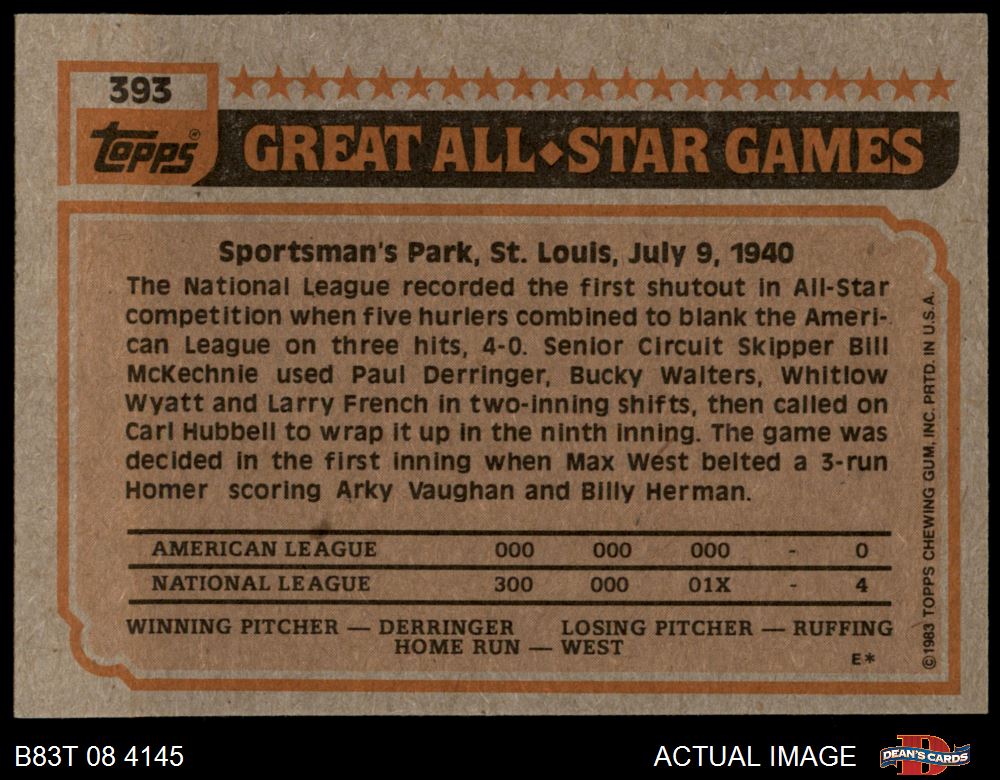 393
topps®
GREAT ALL◆STAR GAMES
Sportsman's Park, St. Louis, July 9, 1940
The National League recorded the first shutout in All-Star
competition when five hurlers combined to blank the Ameri-
can League on three hits, 4-0. Senior Circuit Skipper Bill
McKechnie used Paul Derringer, Bucky Walters, Whitlow
Wyatt and Larry French in two-inning shifts, then called on
Carl Hubbell to wrap it up in the ninth inning. The game was
decided in the first inning when Max West belted a 3-run
Homer scoring Arky Vaughan and Billy Herman.
AMERICAN LEAGUE 000 000 000 - 0
NATIONAL LEAGUE 300 000 01X - 4
WINNING PITCHER — DERRINGER LOSING PITCHER — RUFFING
HOME RUN — WEST
E*
©1983 TOPPS CHEWING GUM, INC. PRTD. IN U.S.A.
B83T 08 4145
ACTUAL IMAGE
DEAN'S CARDS